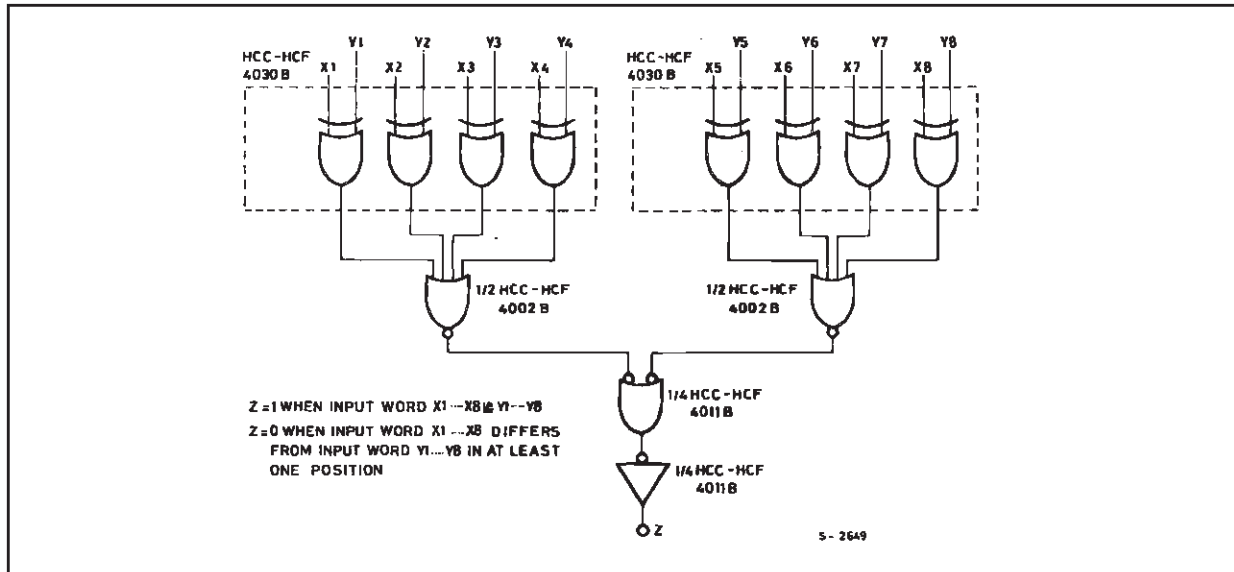 HCC-HCF
4030 B
X1 Y1 X2 Y2 X3 Y3 X4 Y4
HCC-HCF
4030 B
X5 Y5 X6 Y6 X7 Y7 X8 Y8
1/2 HCC-HCF
4002 B
1/2 HCC-HCF
4002 B
1/4 HCC-HCF
4011 B
Z=1 WHEN INPUT WORD X1···X8 Y1--Y8
Z=0 WHEN INPUT WORD X1...X8 DIFFERS
FROM INPUT WORD Y1....Y8 IN AT LEAST
ONE POSITION
1/4 HCC-HCF
4011 B
Z
S-2649